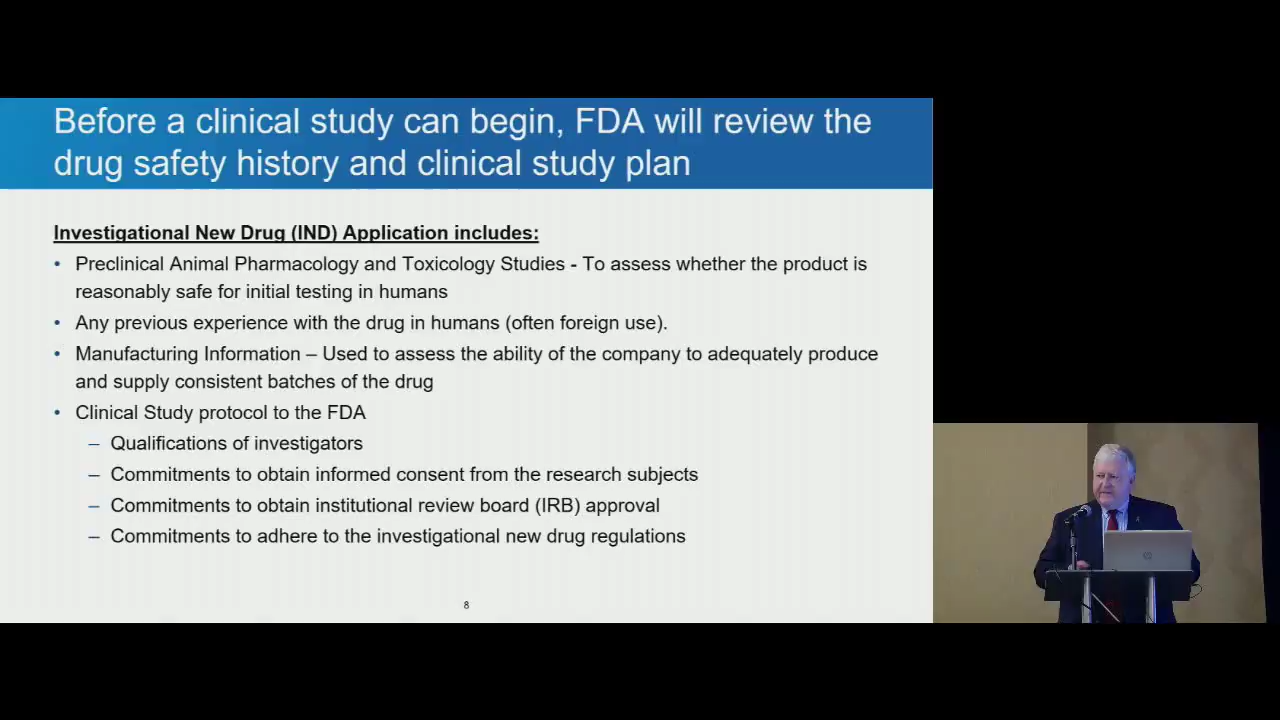 Before a clinical study can begin, FDA will review the
drug safety history and clinical study plan
Investigational New Drug (IND) Application includes:
• Preclinical Animal Pharmacology and Toxicology Studies - To assess whether the product is
reasonably safe for initial testing in humans
• Any previous experience with the drug in humans (often foreign use).
• Manufacturing Information – Used to assess the ability of the company to adequately produce
and supply consistent batches of the drug
• Clinical Study protocol to the FDA
– Qualifications of investigators
– Commitments to obtain informed consent from the research subjects
– Commitments to obtain institutional review board (IRB) approval
– Commitments to adhere to the investigational new drug regulations
8